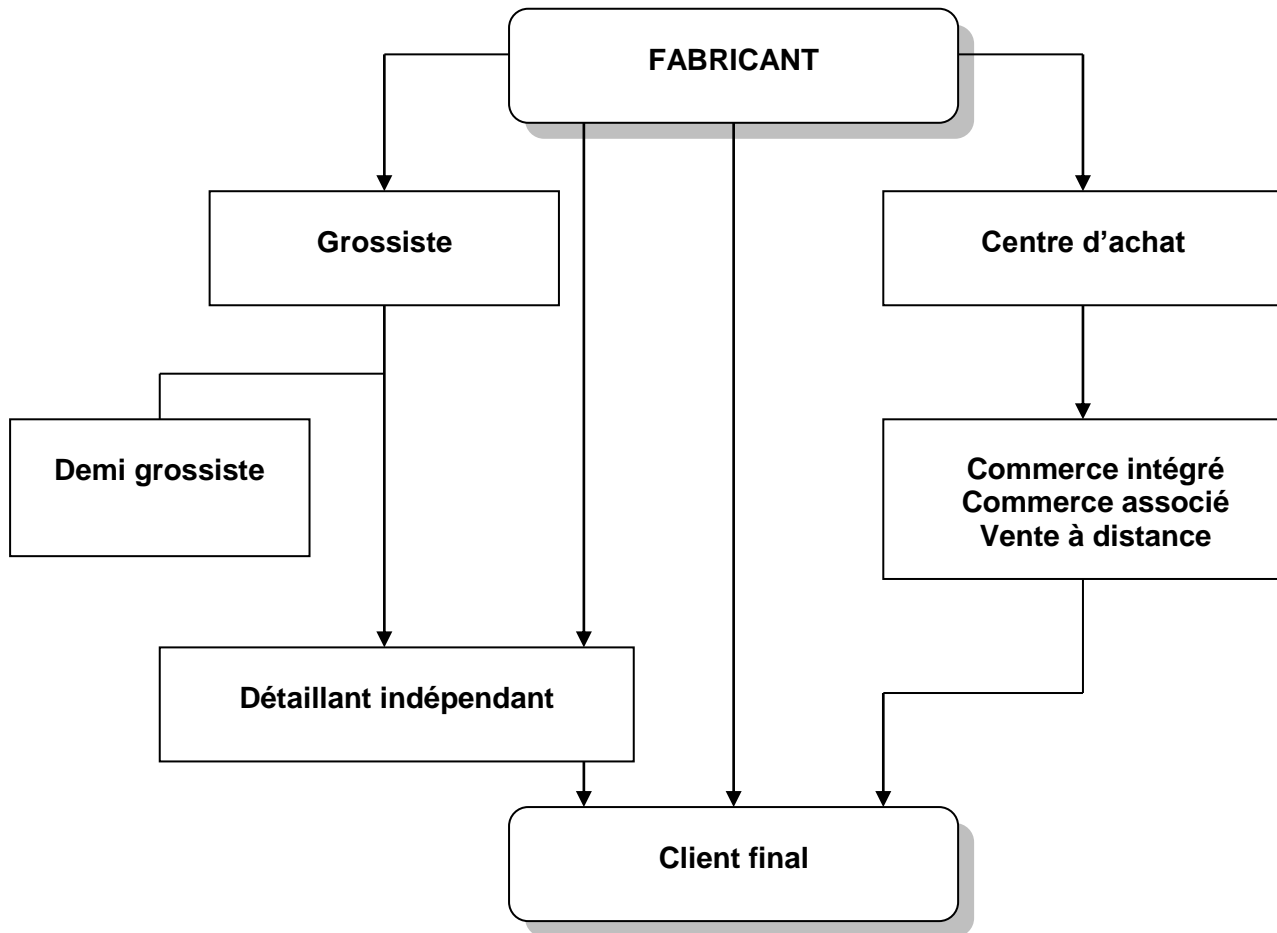 FABRICANT
Grossiste
Centre d’achat
Demi grossiste
Commerce intégré
Commerce associé
Vente à distance
Détaillant indépendant
Client final